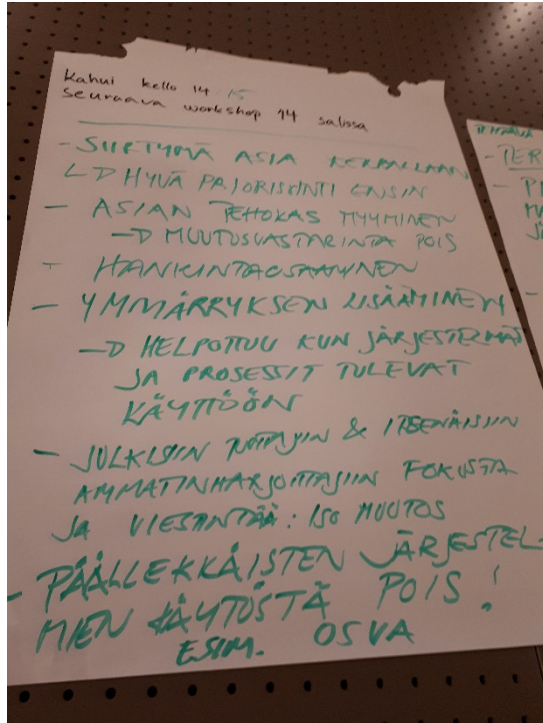 Kahvi kello 14 15
seuraava workshop 14 salissa
- SIIRTYMÄ ASIA KERRALLAAN
↳ HYVÄ PRIORISOINTI ENSIN
- ASIAN TEHOKAS MYYMINEN
→ MUUTOSVASTARINTA POIS
- HANKINTAOSAAMINEN
- YMMÄRRYKSEN LISÄÄMINEN
→ HELPOTTUU KUN JÄRJESTELMÄT
JA PROSESSIT TULEVAT
KÄYTTÖÖN
- JULKISIIN TUOTTAJIIN & ITSENÄISIIN
AMMATINHARJOITTAJIIN FOKUSTA
JA VIESTINTÄÄ: ISO MUUTOS
- PÄÄLLEKKÄISTEN JÄRJESTEL-
MIEN KÄYTÖSTÄ POIS!
ESIM. OSVA